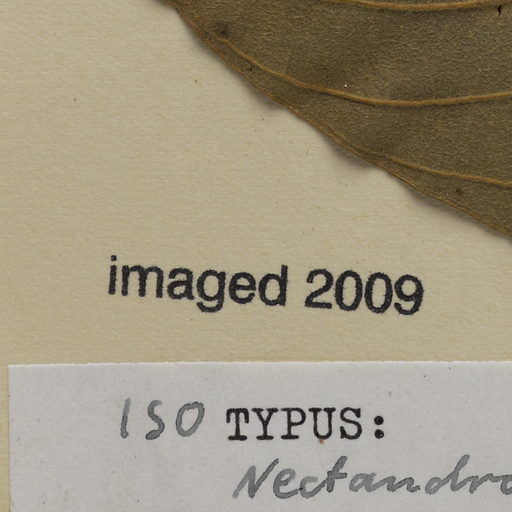 imaged 2009
ISO TYPUS:
Nectandra